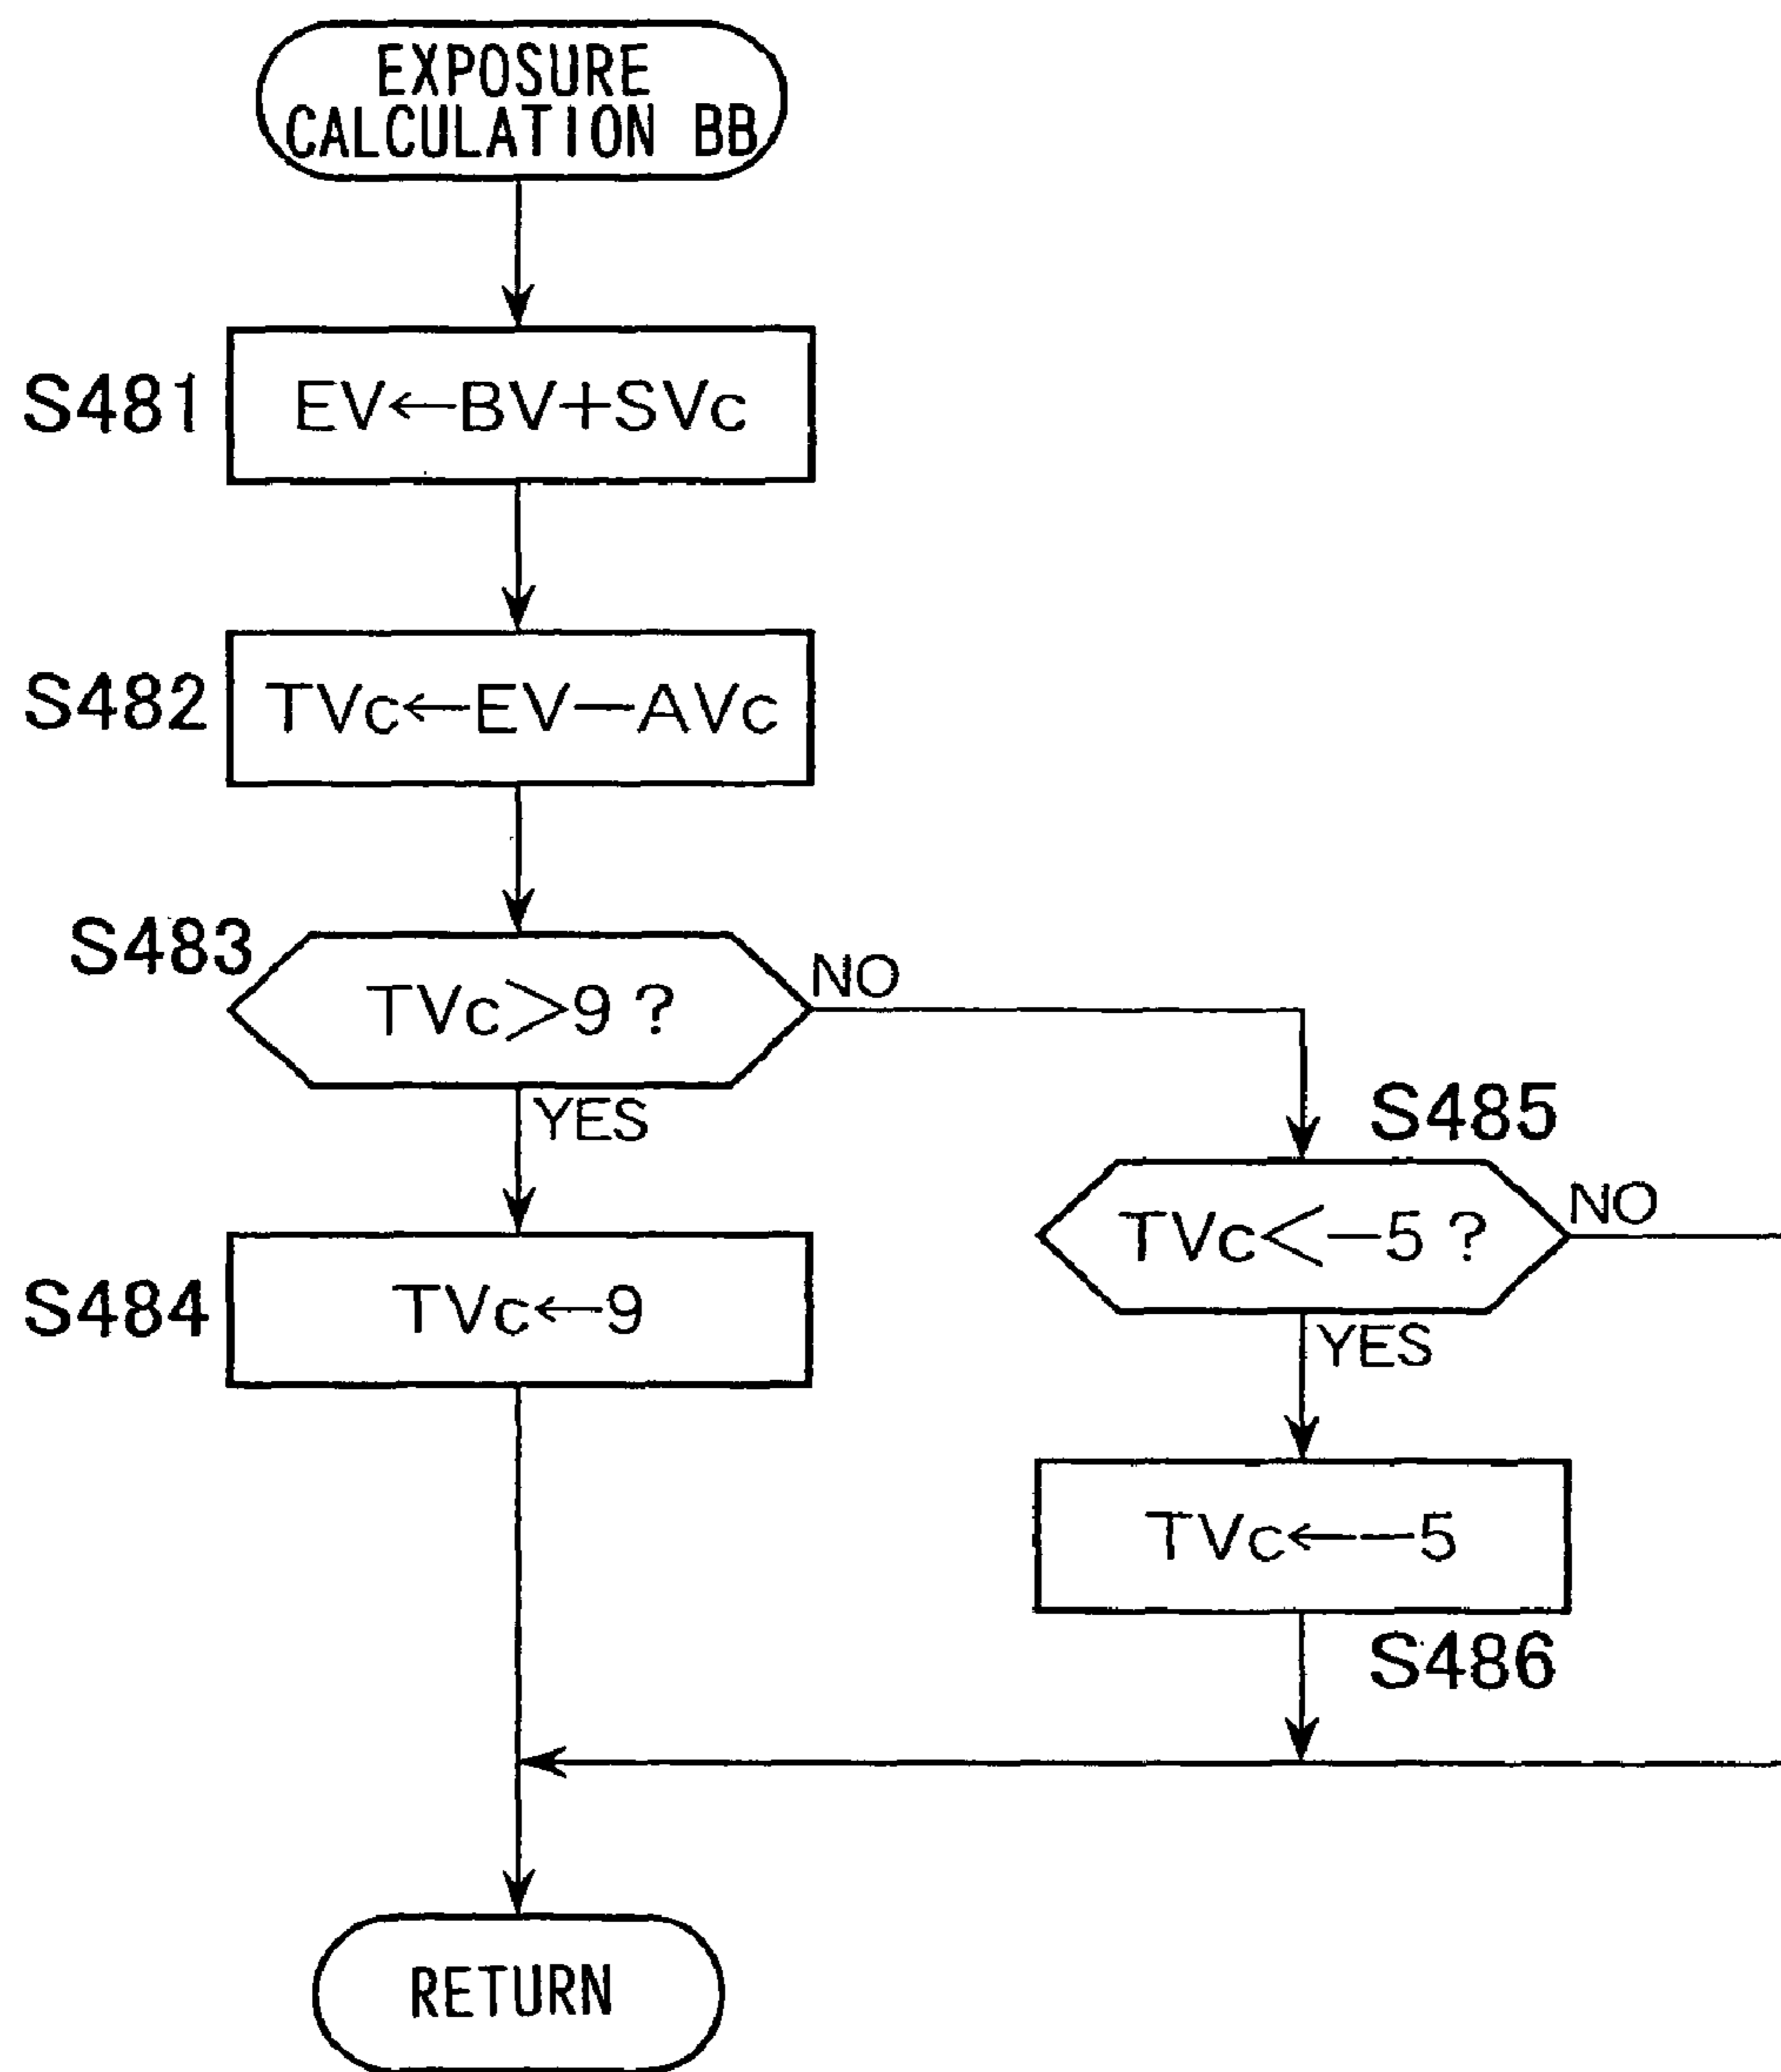 EXPOSURE
CALCULATION BB
S481
EV←BV+SVc
S482
TVc←EV−AVc
S483
TVc>9?
NO
YES
S485
TVc<−5?
NO
YES
S484
TVc←9
TVc←−5
S486
RETURN